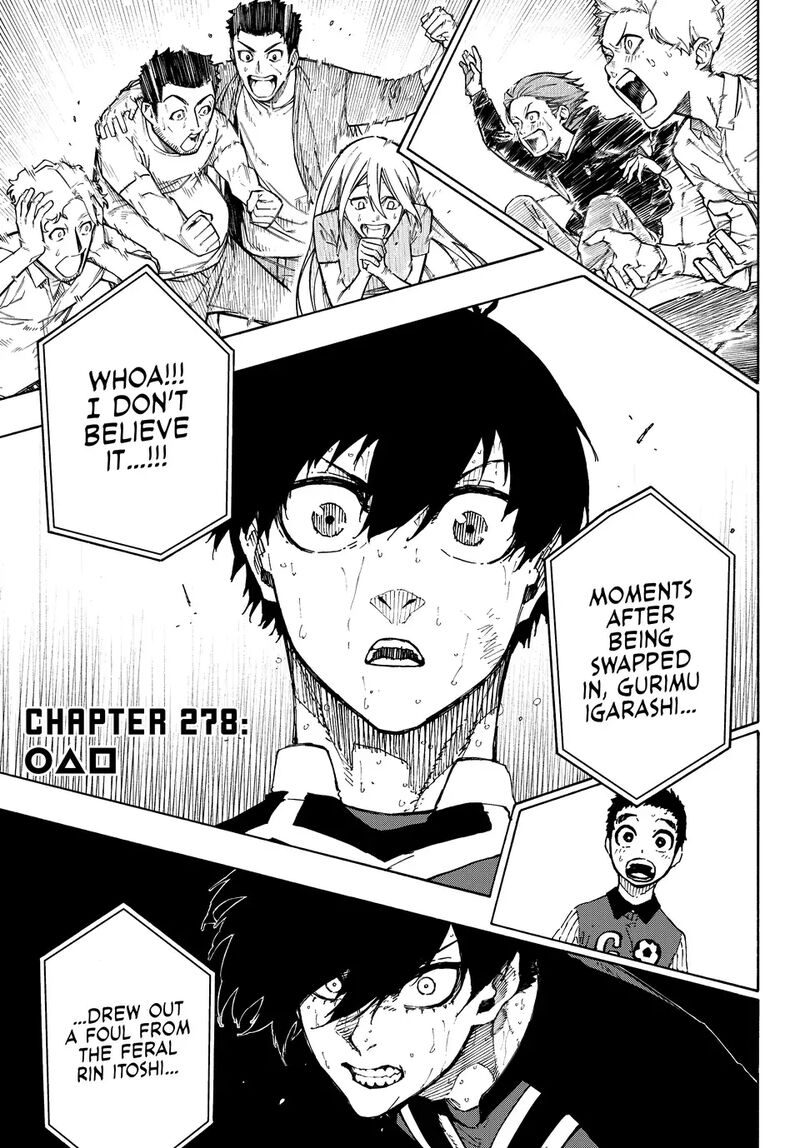 WHOA!!!
I DON'T
BELIEVE
IT...!!!
MOMENTS
AFTER
BEING
SWAPPED
IN, GURIMU
IGARASHI...
CHAPTER 278:
○△□
G
...DREW OUT
A FOUL FROM
THE FERAL
RIN ITOSHI...